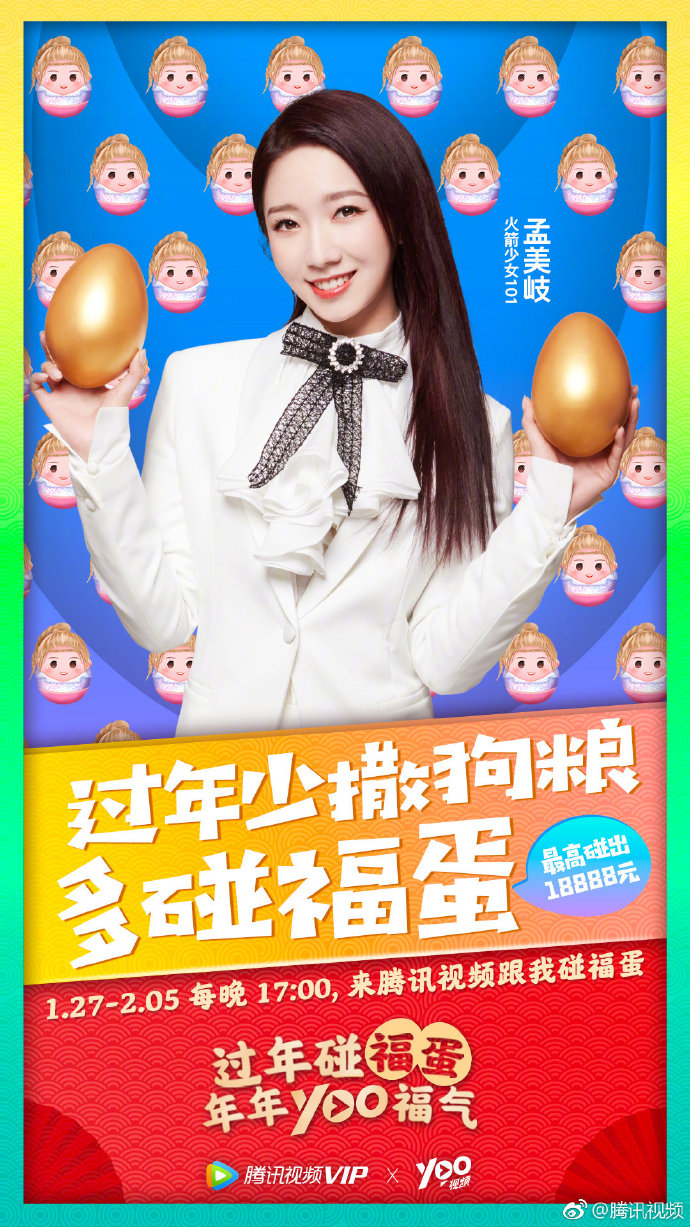 孟美岐
火箭少女101
过年少撒狗粮
多碰福蛋
最高碰出
18888元
1.27-2.05 每晚 17:00, 来腾讯视频跟我碰福蛋
过年碰福蛋
年年yoo福气
腾讯视频VIP x yoo视频
@腾讯视频